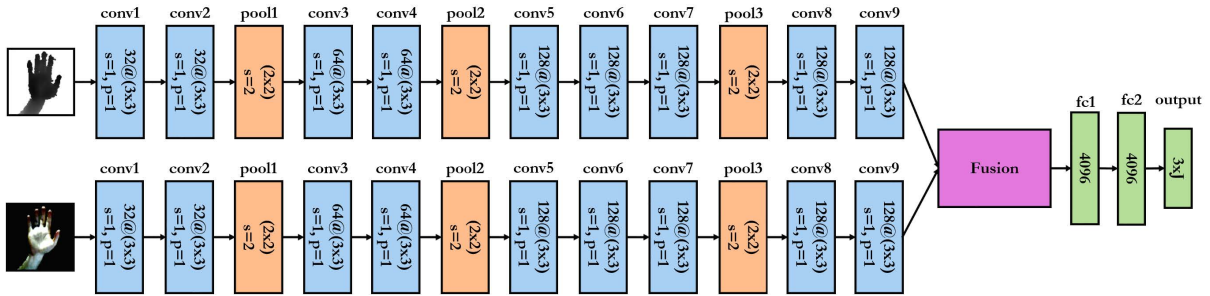 conv1 conv2 pool1 conv3 conv4 pool2 conv5 conv6 conv7 pool3 conv8 conv9
32@(3x3)
s=1, p=1
32@(3x3)
s=1, p=1
(2x2)
s=2
64@(3x3)
s=1, p=1
64@(3x3)
s=1, p=1
(2x2)
s=2
128@(3x3)
s=1, p=1
128@(3x3)
s=1, p=1
128@(3x3)
s=1, p=1
(2x2)
s=2
128@(3x3)
s=1, p=1
128@(3x3)
s=1, p=1
conv1 conv2 pool1 conv3 conv4 pool2 conv5 conv6 conv7 pool3 conv8 conv9
32@(3x3)
s=1, p=1
32@(3x3)
s=1, p=1
(2x2)
s=2
64@(3x3)
s=1, p=1
64@(3x3)
s=1, p=1
(2x2)
s=2
128@(3x3)
s=1, p=1
128@(3x3)
s=1, p=1
128@(3x3)
s=1, p=1
(2x2)
s=2
128@(3x3)
s=1, p=1
128@(3x3)
s=1, p=1
Fusion
fc1 fc2 output
4096
4096
3xJ